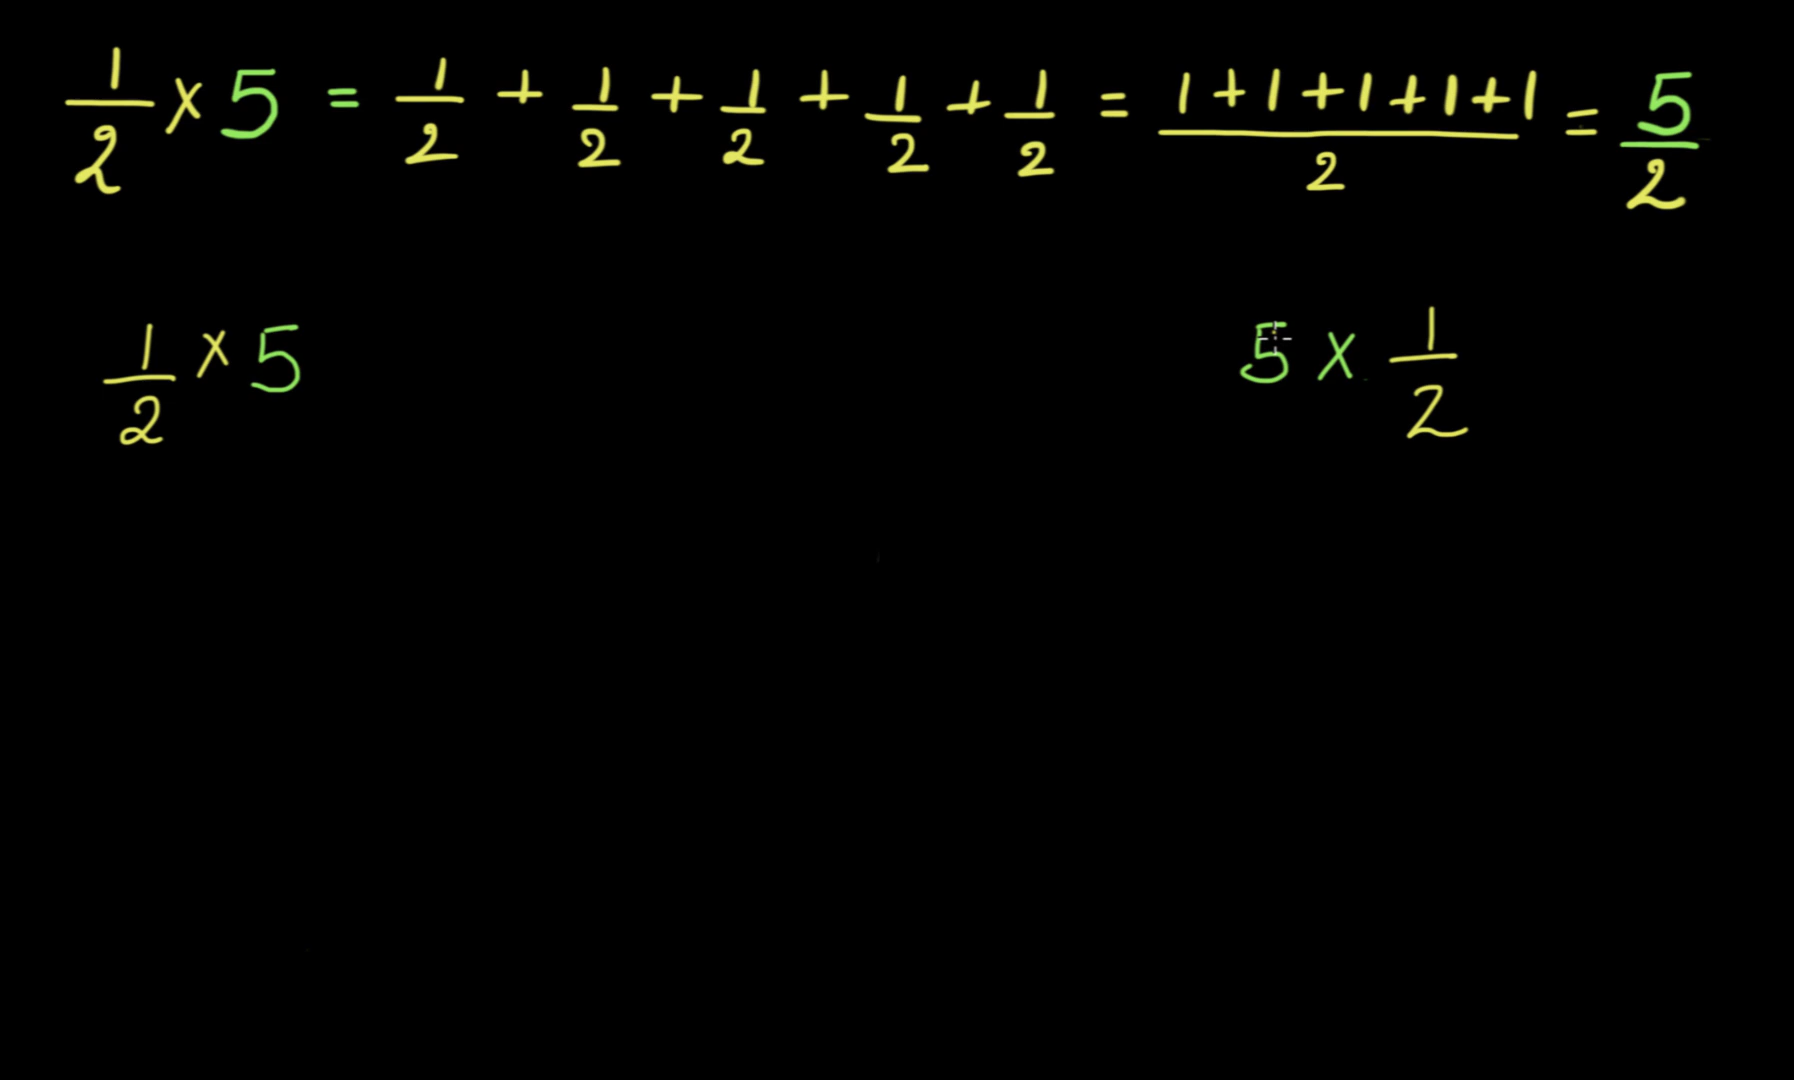 1/2 × 5 = 1/2 + 1/2 + 1/2 + 1/2 + 1/2 = 1+1+1+1+1/2 = 5/2
1/2 × 5 5 × 1/2